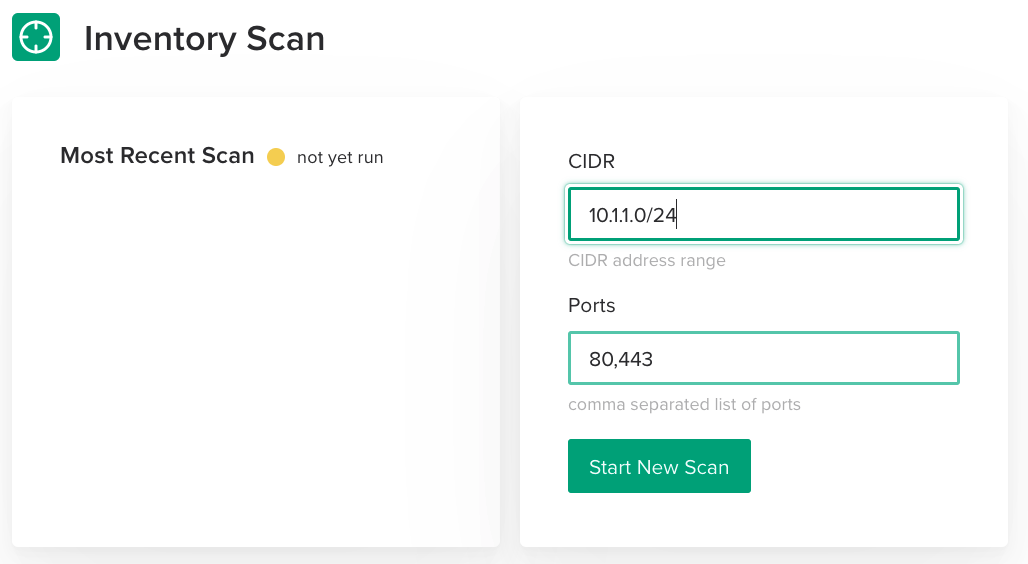 Inventory Scan
Most Recent Scan not yet run
CIDR
10.1.1.0/24
CIDR address range
Ports
80,443
comma separated list of ports
Start New Scan